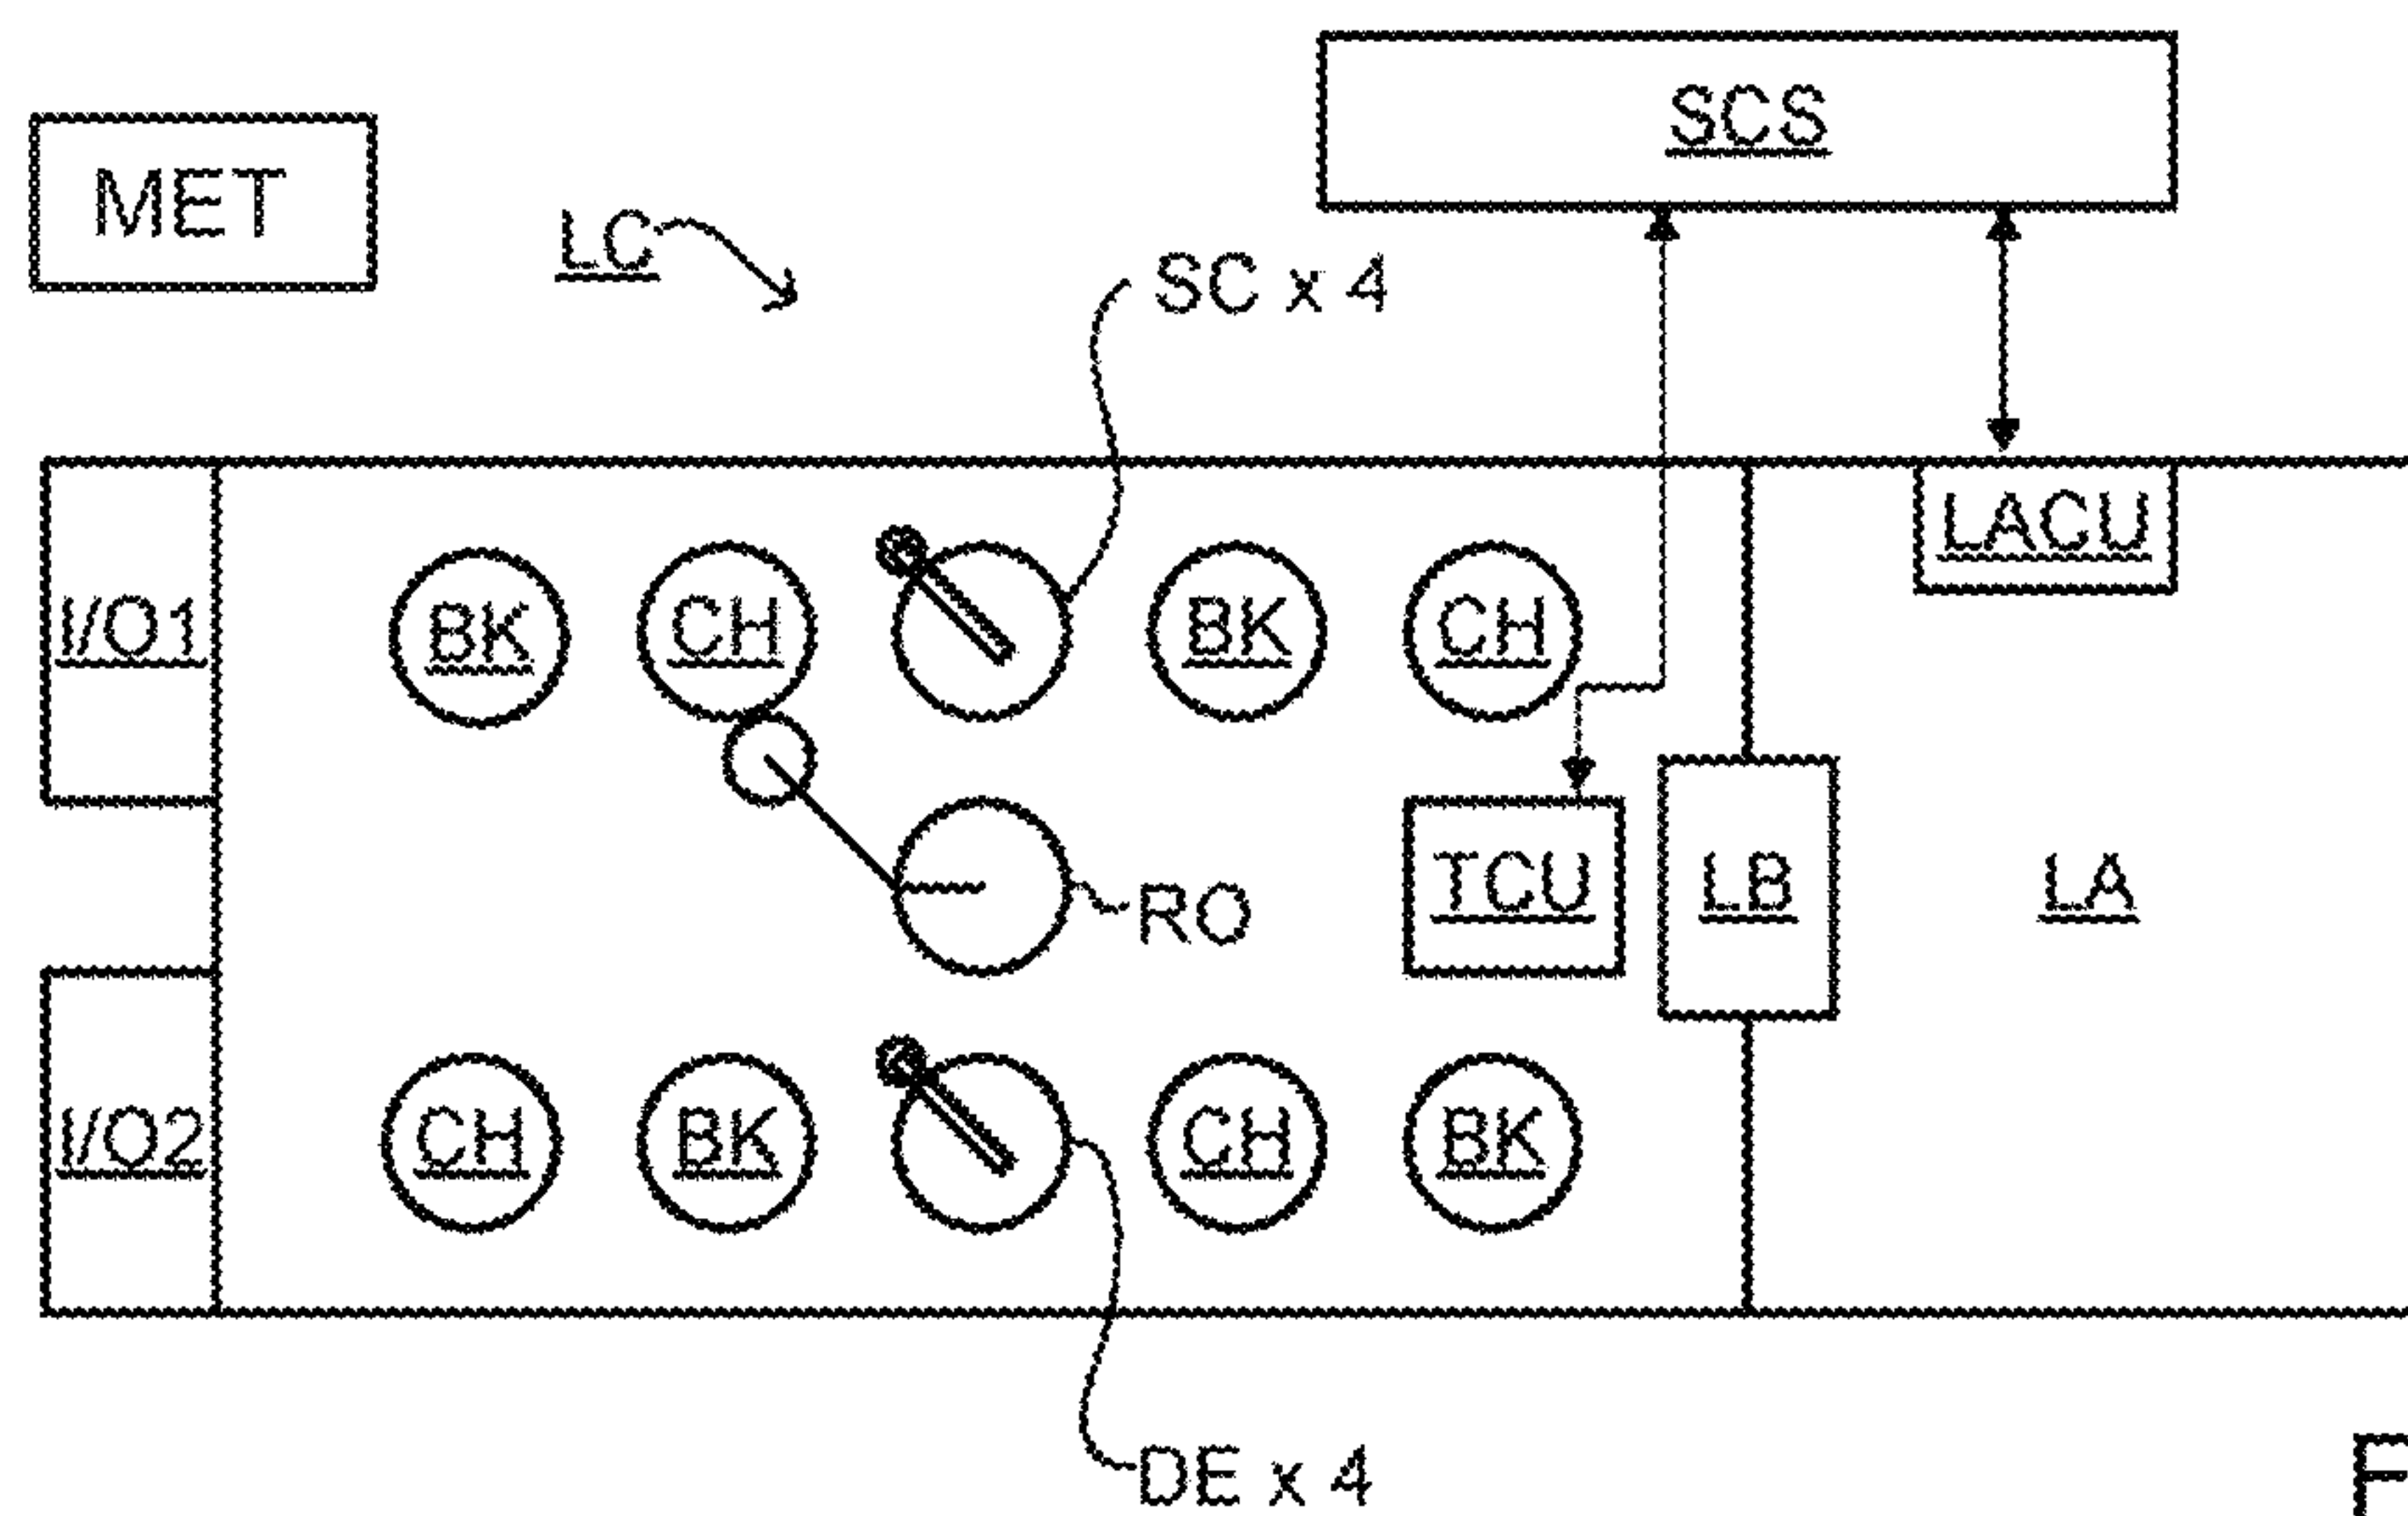 SCS
MET
LC
SC x 4
LACU
I/O1
BK
CH
BK
CH
TCU
LB
LA
RO
I/O2
CH
BK
CH
BK
DE x 4
F